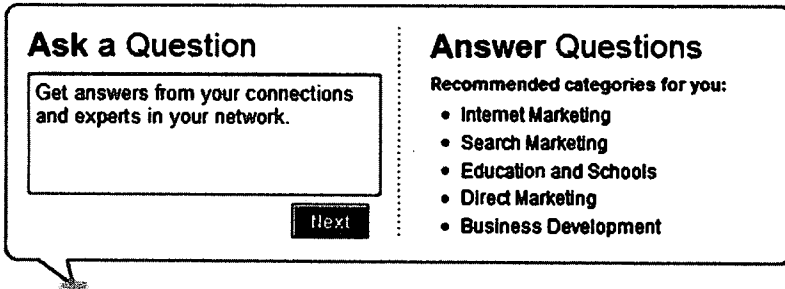 Ask a Question
Get answers from your connections
and experts in your network.
Next
Answer Questions
Recommended categories for you:
• Internet Marketing
• Search Marketing
• Education and Schools
• Direct Marketing
• Business Development